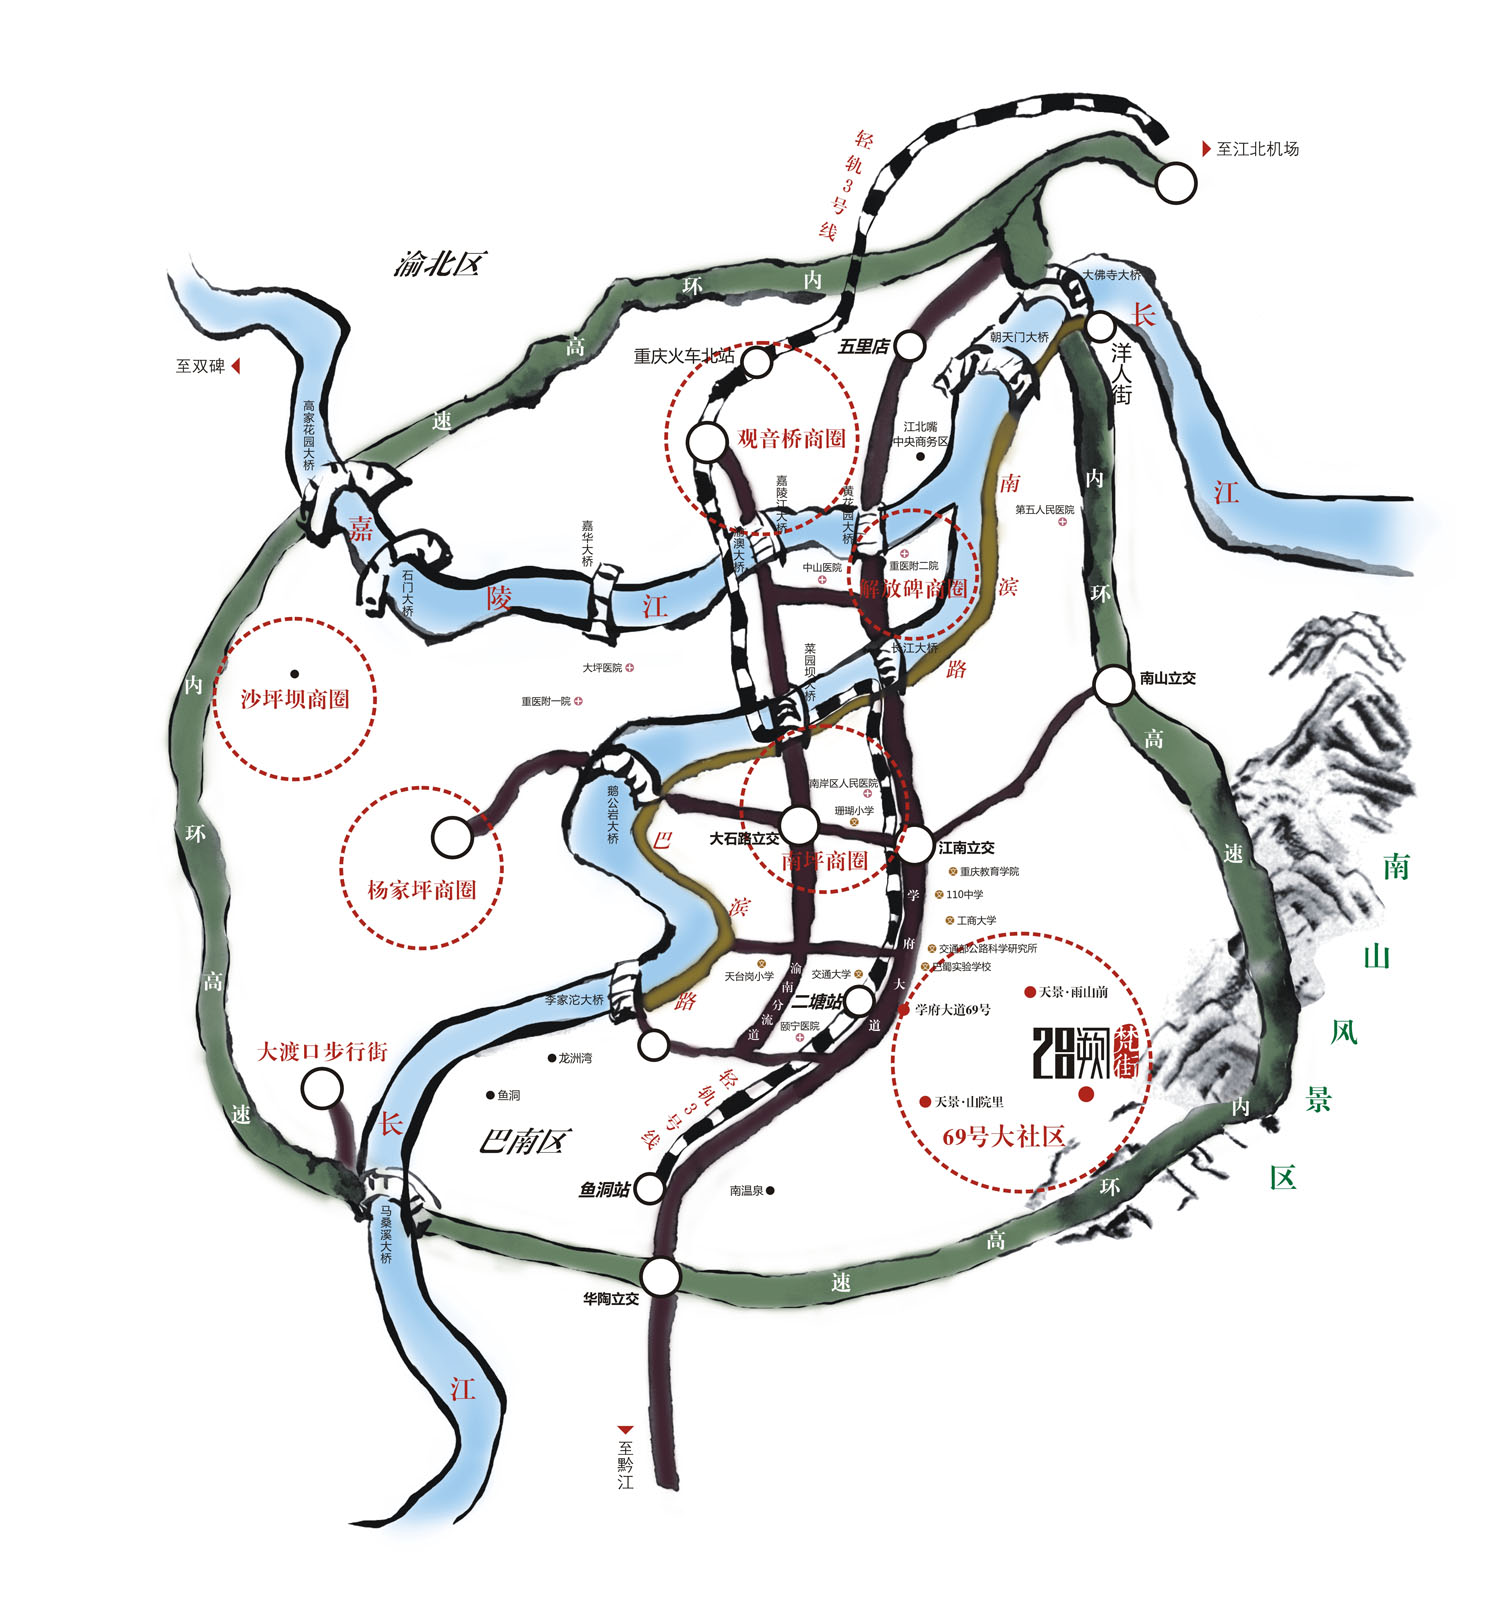 轻轨3号线
至江北机场
渝北区
内环高速
大佛寺大桥
长江
朝天门大桥
五里店
重庆火车北站
洋人街
至双碑
高家花园大桥
观音桥商圈
江北嘴
中央商务区
嘉陵江大桥
黄花园大桥
渝澳大桥
南滨路
第五人民医院
嘉陵江
嘉华大桥
石门大桥
重医附二院
中山医院
解放碑商圈
长江大桥
菜园坝大桥
大坪医院
重医附一院
沙坪坝商圈
内环高速
内环高速
南山立交
鹅公岩大桥
南岸区人民医院
珊瑚小学
大石路立交
江南立交
南坪商圈
杨家坪商圈
巴滨路
重庆教育学院
110中学
工商大学
交通部公路科学研究所
巴蜀实验学校
学府大道
南山风景区
天台岗小学
交通大学
渝南分流道
二塘站
颐宁医院
李家沱大桥
天景·雨山前
学府大道69号
28朔
梵街
天景·山院里
69号大社区
大渡口步行街
龙洲湾
鱼洞
巴南区
轻轨3号线
长江
鱼洞站
南温泉
马桑溪大桥
内环高速
华陶立交
至黔江